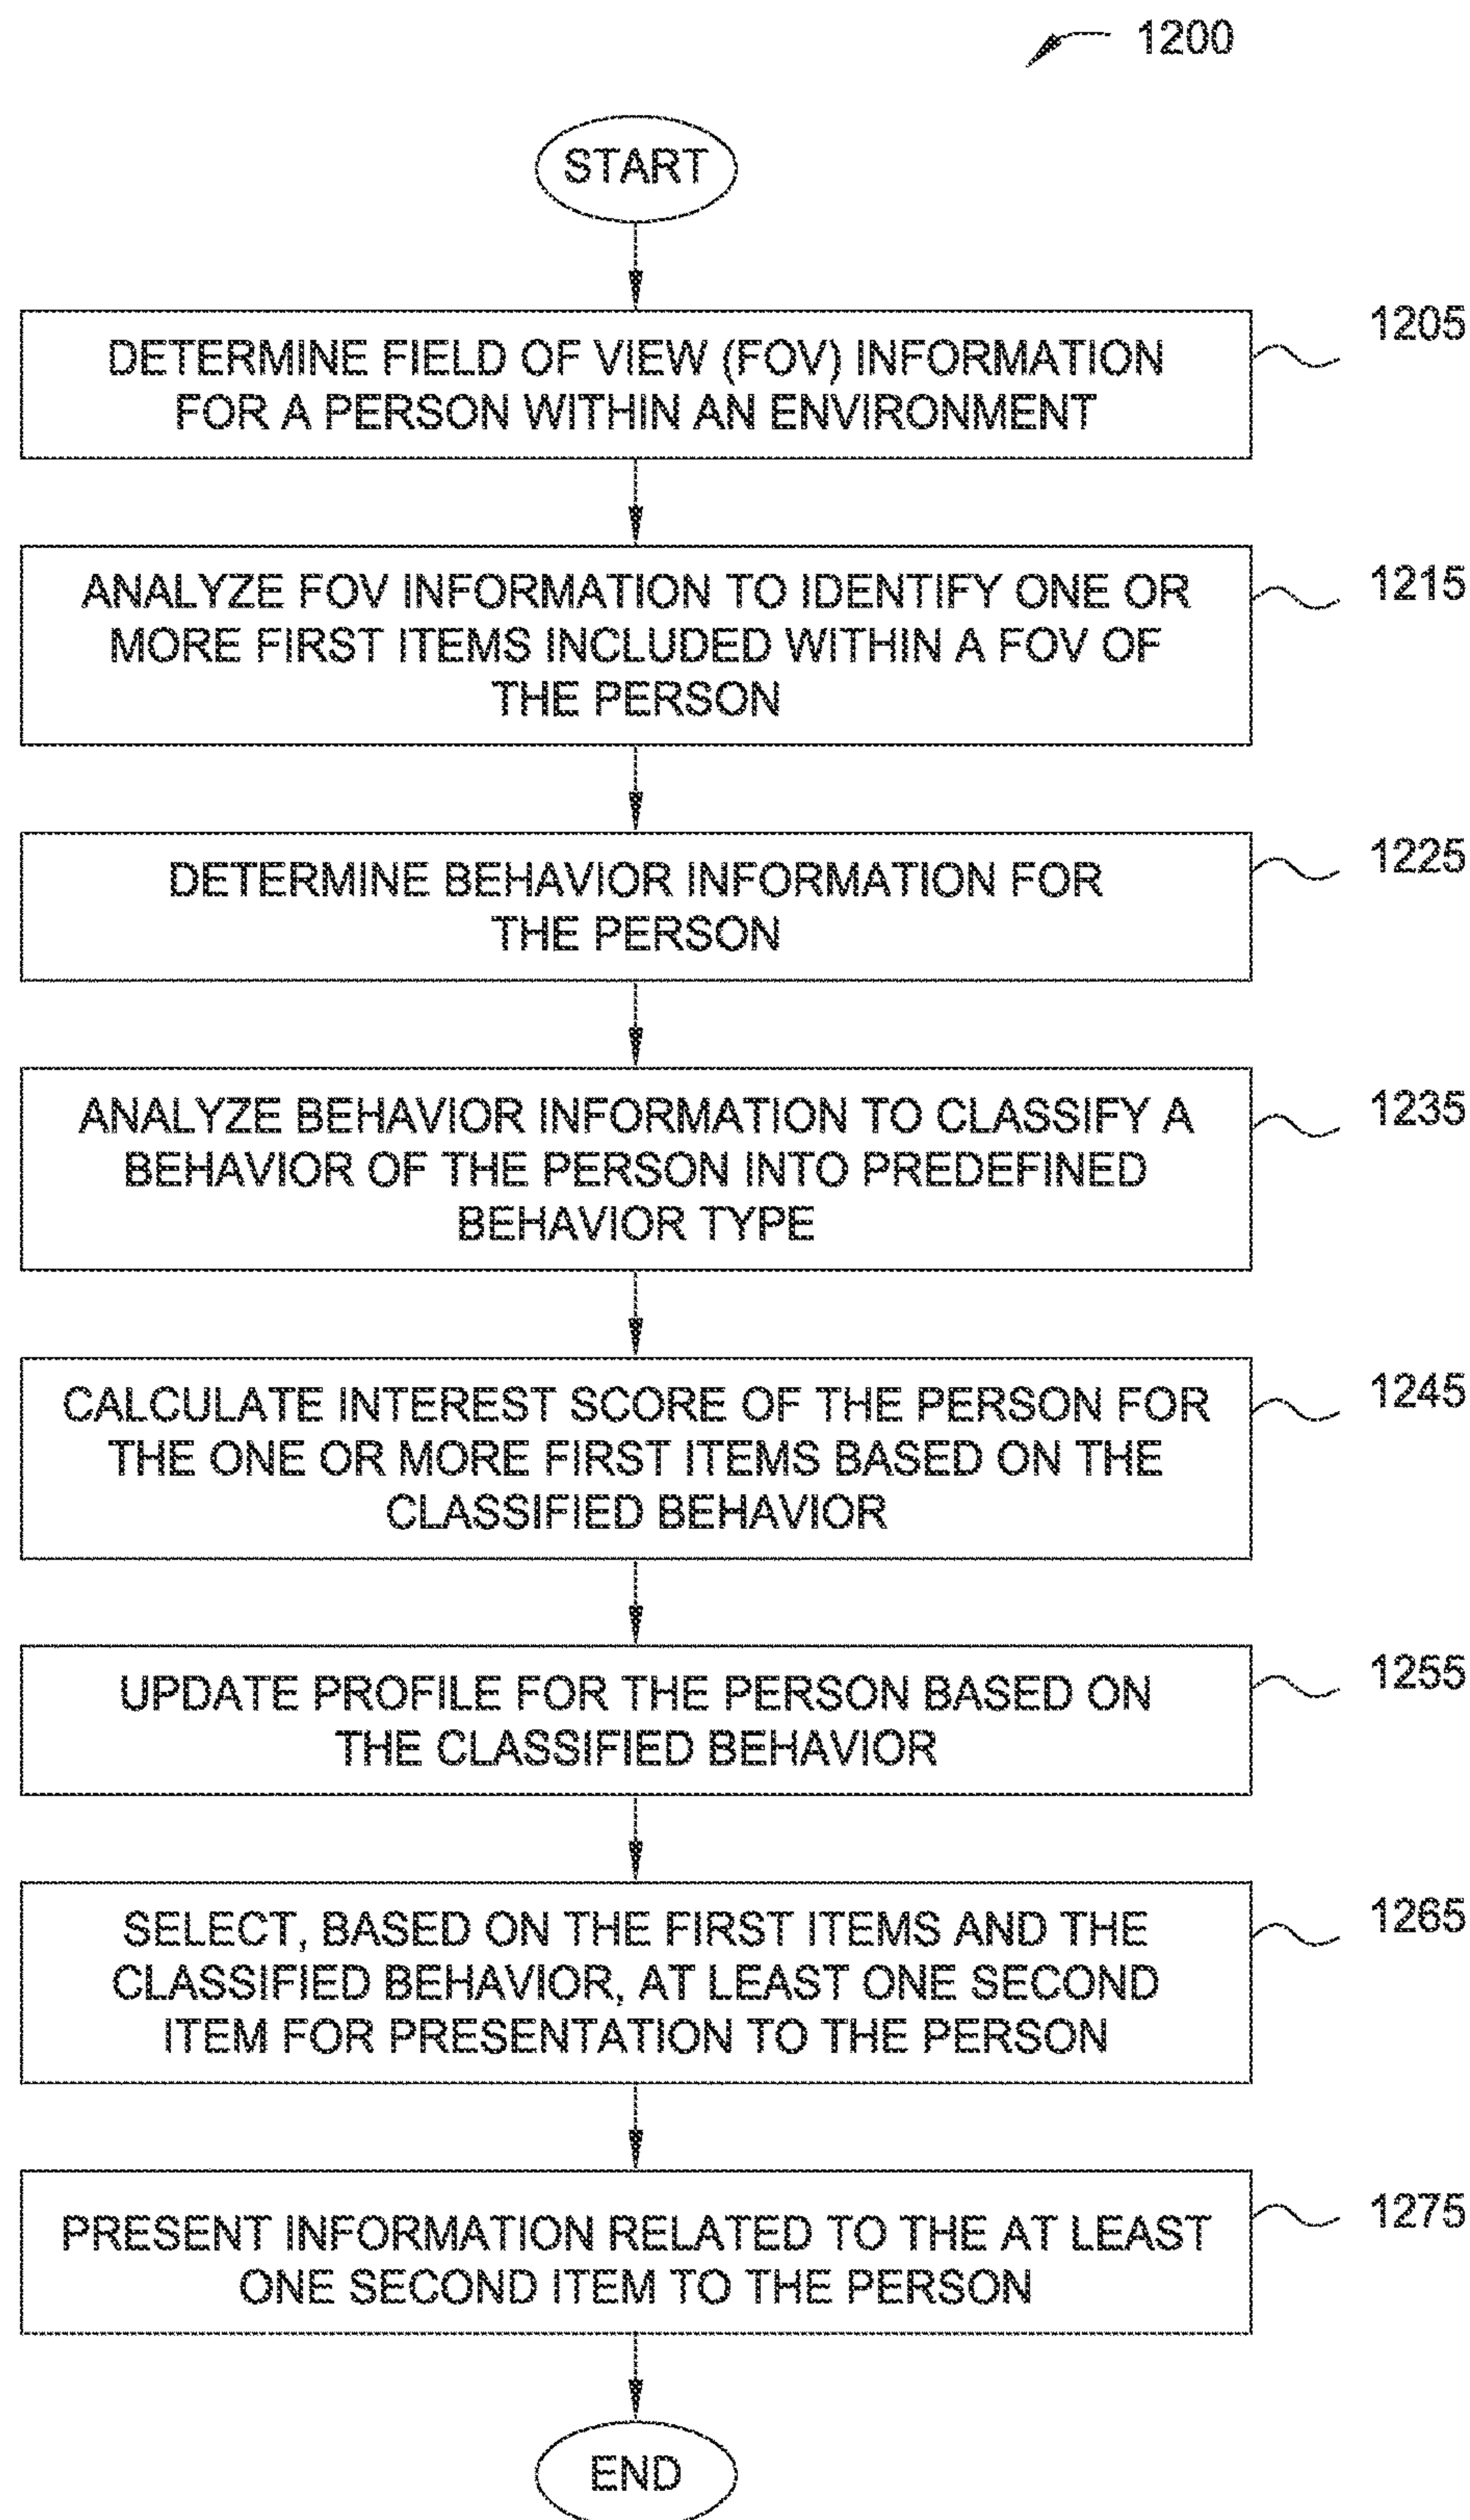 1200
START
DETERMINE FIELD OF VIEW (FOV) INFORMATION
FOR A PERSON WITHIN AN ENVIRONMENT
1205
ANALYZE FOV INFORMATION TO IDENTIFY ONE OR
MORE FIRST ITEMS INCLUDED WITHIN A FOV OF
THE PERSON
1215
DETERMINE BEHAVIOR INFORMATION FOR
THE PERSON
1225
ANALYZE BEHAVIOR INFORMATION TO CLASSIFY A
BEHAVIOR OF THE PERSON INTO PREDEFINED
BEHAVIOR TYPE
1235
CALCULATE INTEREST SCORE OF THE PERSON FOR
THE ONE OR MORE FIRST ITEMS BASED ON THE
CLASSIFIED BEHAVIOR
1245
UPDATE PROFILE FOR THE PERSON BASED ON
THE CLASSIFIED BEHAVIOR
1255
SELECT, BASED ON THE FIRST ITEMS AND THE
CLASSIFIED BEHAVIOR, AT LEAST ONE SECOND
ITEM FOR PRESENTATION TO THE PERSON
1265
PRESENT INFORMATION RELATED TO THE AT LEAST
ONE SECOND ITEM TO THE PERSON
1275
END